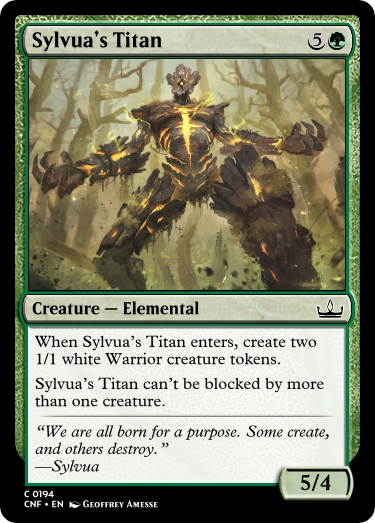 Sylvua's Titan 5
Creature — Elemental
When Sylvua's Titan enters, create two
1/1 white Warrior creature tokens.
Sylvua's Titan can't be blocked by more
than one creature.
“We are all born for a purpose. Some create,
and others destroy.”
—Sylvua
5/4
C 0194
CNF • EN Geoffrey Amesse